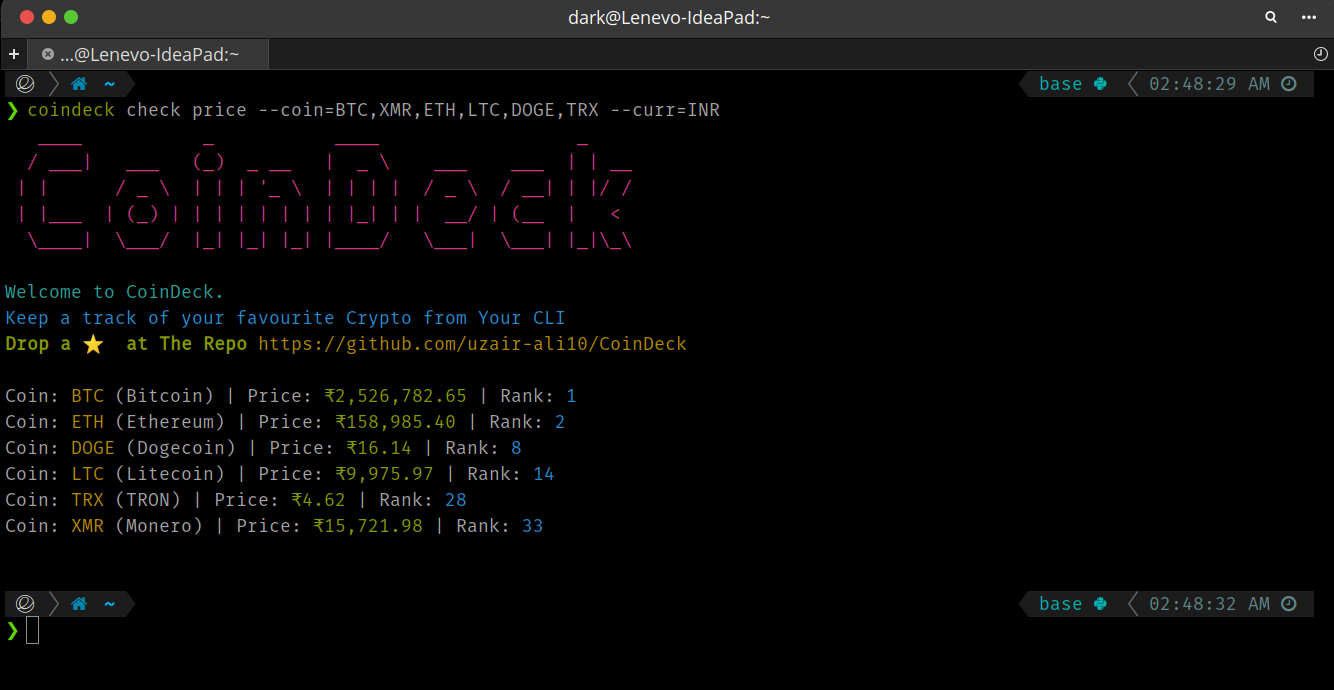 dark@Lenevo-IdeaPad:~
...@Lenevo-IdeaPad:~
~ base 02:48:29 AM
❯ coindeck check price --coin=BTC,XMR,ETH,LTC,DOGE,TRX --curr=INR
CoinDeck
Welcome to CoinDeck.
Keep a track of your favourite Crypto from Your CLI
Drop a ⭐ at The Repo https://github.com/uzair-ali10/CoinDeck
Coin: BTC (Bitcoin) | Price: ₹2,526,782.65 | Rank: 1
Coin: ETH (Ethereum) | Price: ₹158,985.40 | Rank: 2
Coin: DOGE (Dogecoin) | Price: ₹16.14 | Rank: 8
Coin: LTC (Litecoin) | Price: ₹9,975.97 | Rank: 14
Coin: TRX (TRON) | Price: ₹4.62 | Rank: 28
Coin: XMR (Monero) | Price: ₹15,721.98 | Rank: 33
~ base 02:48:32 AM
❯